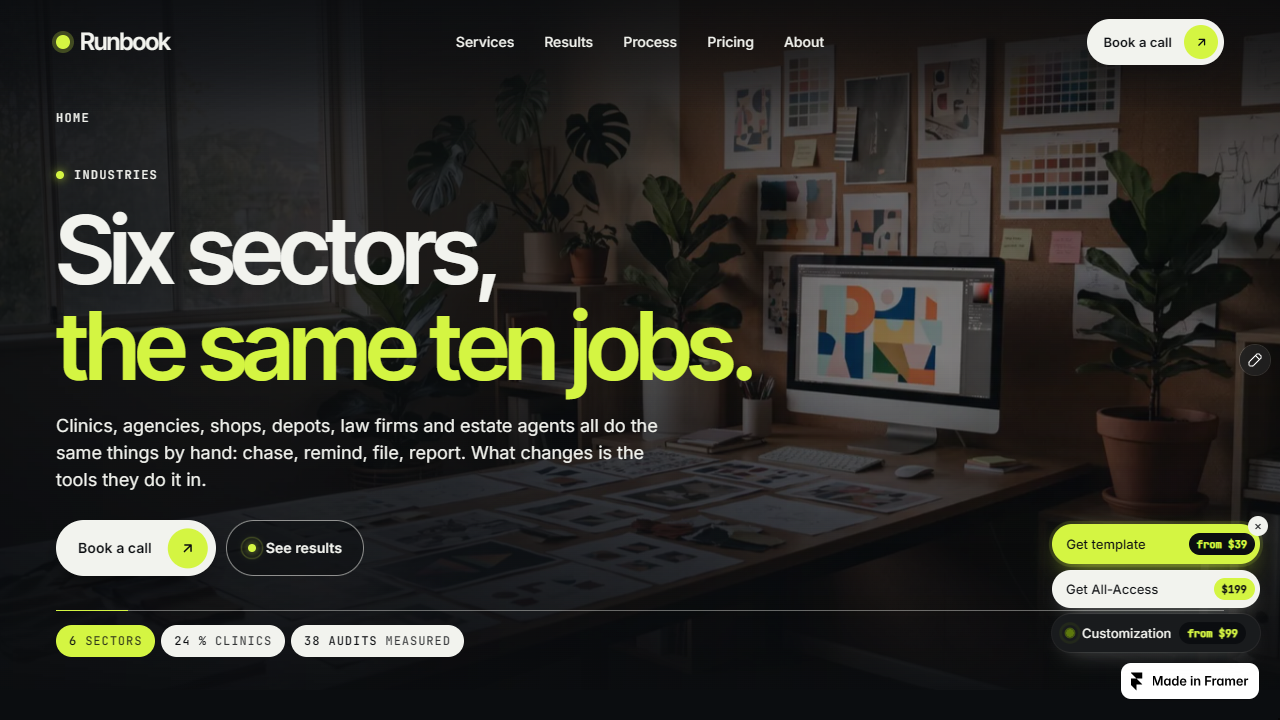 Runbook
Services
Results
Process
Pricing
About
Book a call
HOME
INDUSTRIES
Six sectors,
the same ten jobs.
Clinics, agencies, shops, depots, law firms and estate agents all do the
same things by hand: chase, remind, file, report. What changes is the
tools they do it in.
Book a call
See results
Get template
from $39
Get All-Access
$199
Customization
from $99
6 SECTORS
24 % CLINICS
38 AUDITS MEASURED
Made in Framer